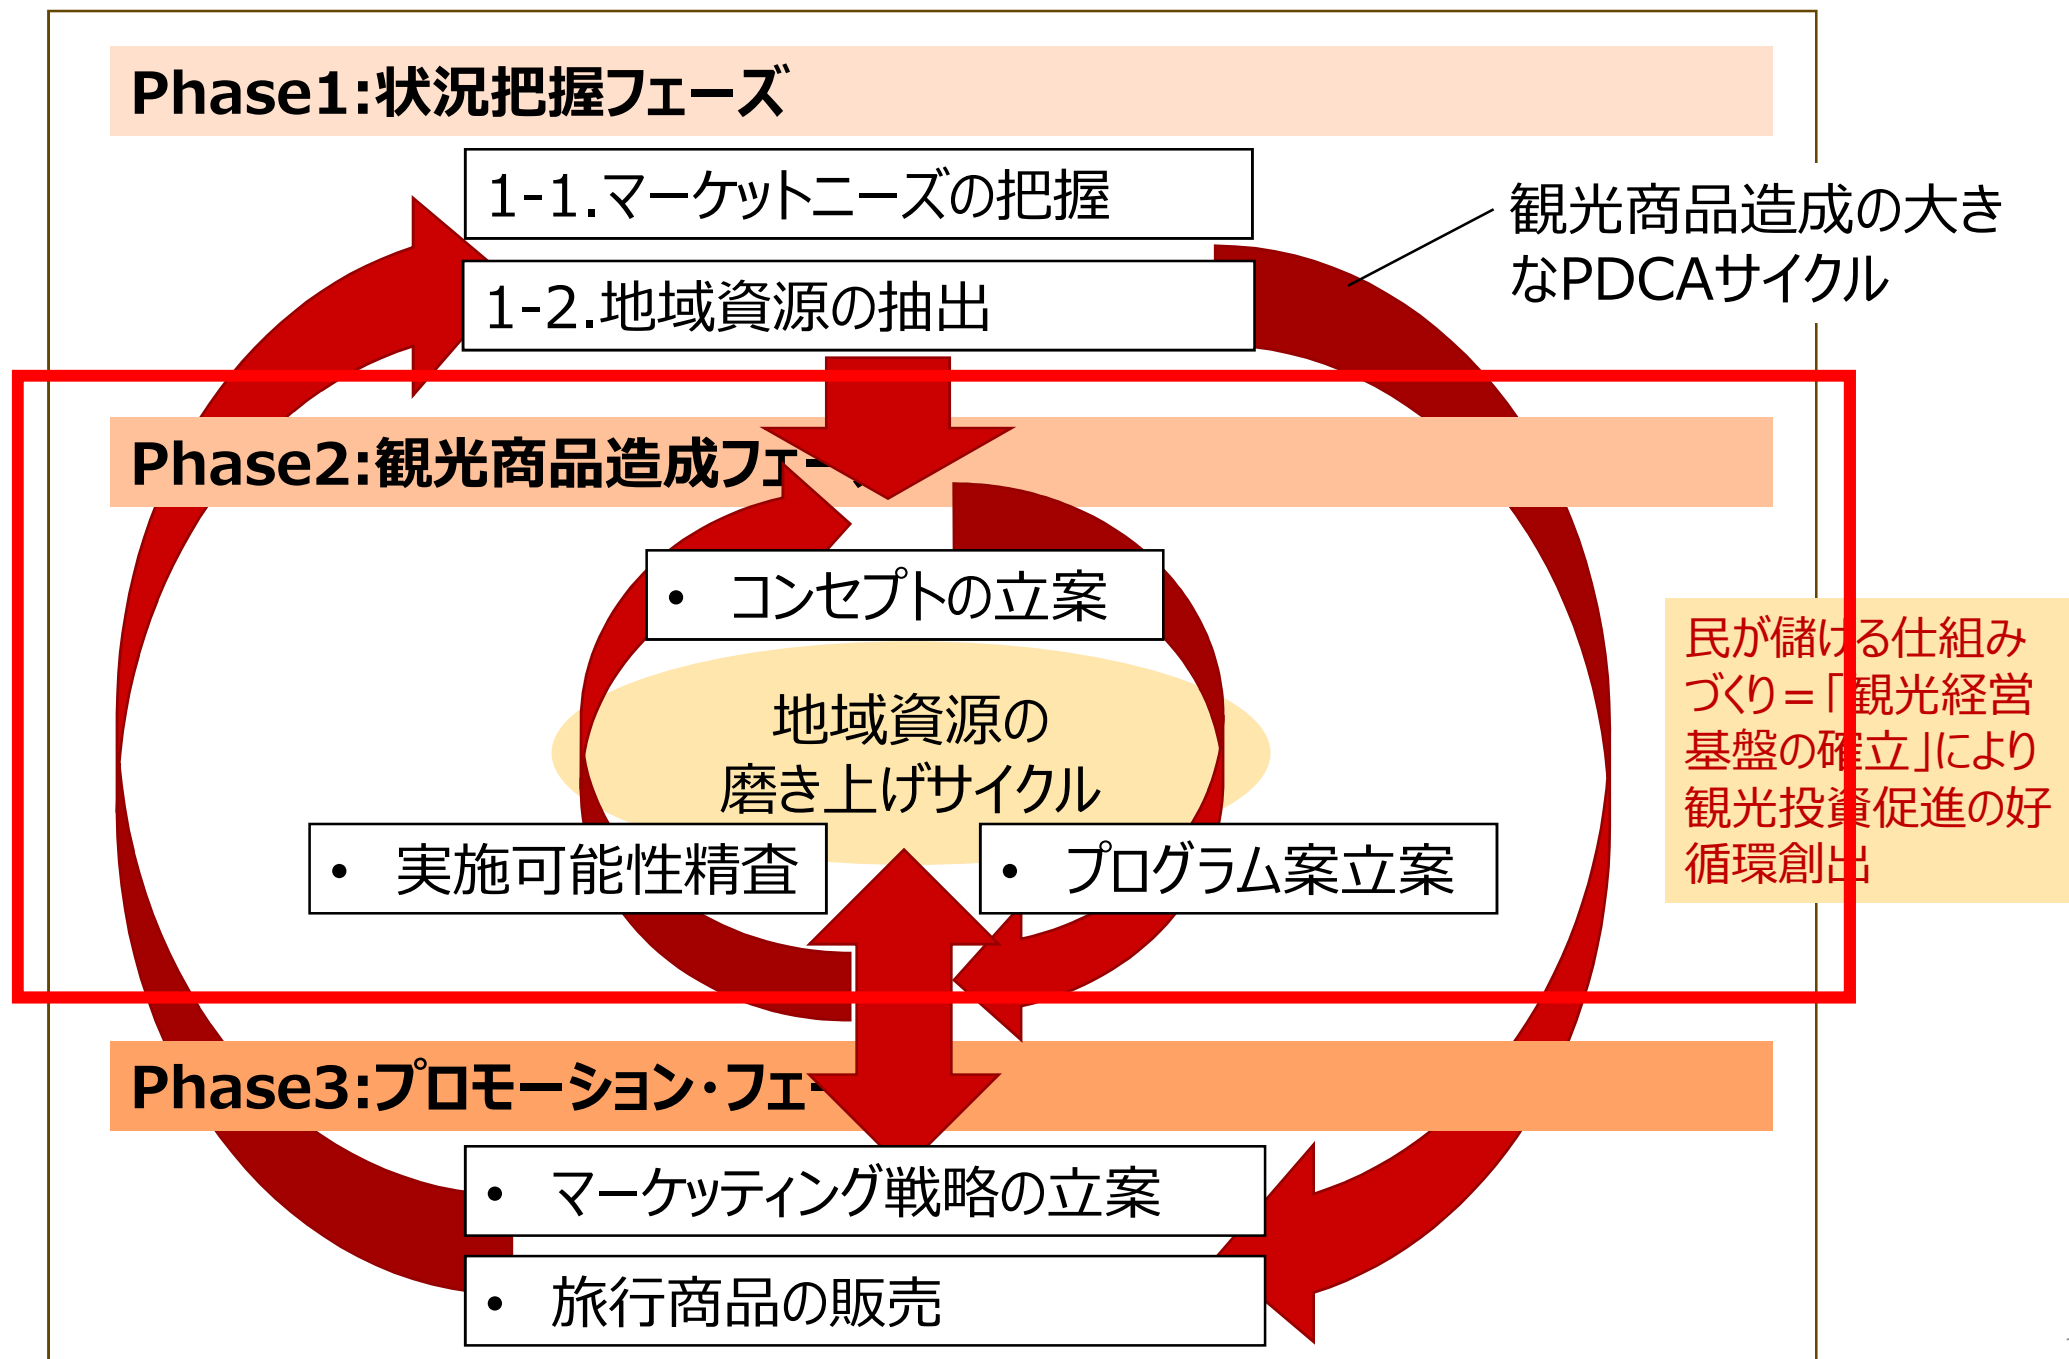 Phase1:状況把握フェーズ
1-1.マーケットニーズの把握
1-2.地域資源の抽出
観光商品造成の大き
なPDCAサイクル
Phase2:観光商品造成フェー
• コンセプトの立案
地域資源の
磨き上げサイクル
• 実施可能性精査
• プログラム案立案
民が儲ける仕組み
づくり=「観光経営
基盤の確立」により
観光投資促進の好
循環創出
Phase3:プロモーション・フェー
• マーケッティング戦略の立案
• 旅行商品の販売